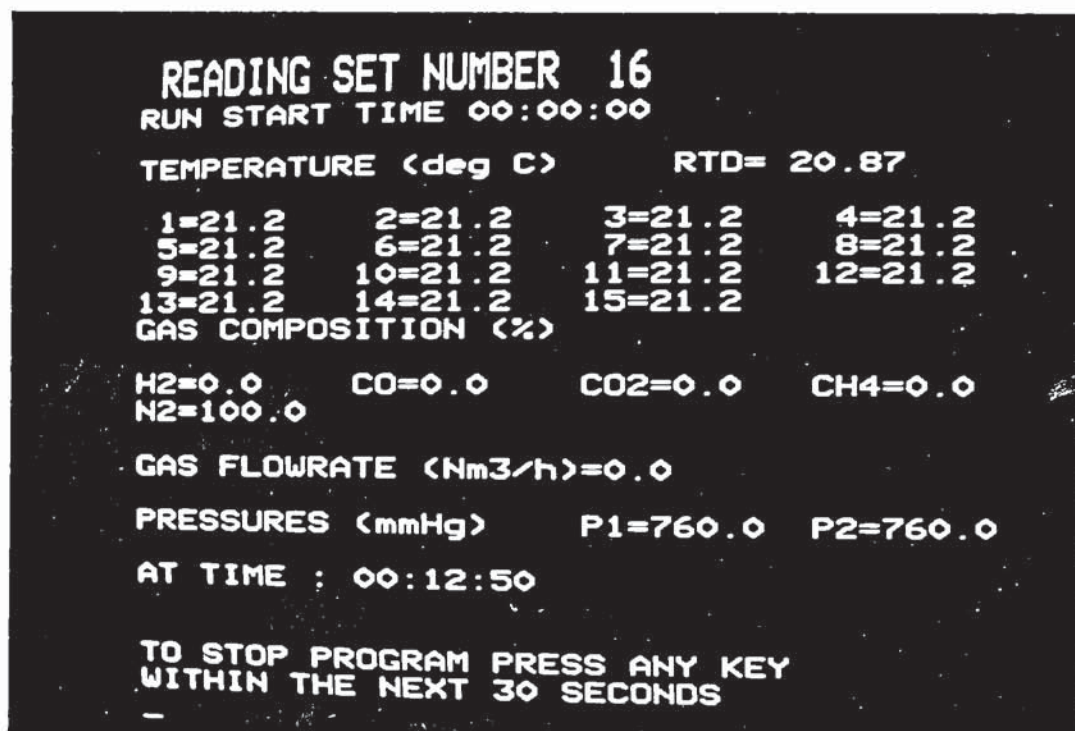 READING SET NUMBER 16
RUN START TIME 00:00:00
TEMPERATURE (deg C) RTD= 20.87
1=21.2 2=21.2 3=21.2 4=21.2
5=21.2 6=21.2 7=21.2 8=21.2
9=21.2 10=21.2 11=21.2 12=21.2
13=21.2 14=21.2 15=21.2
GAS COMPOSITION (%)
H2=0.0 CO=0.0 CO2=0.0 CH4=0.0
N2=100.0
GAS FLOWRATE (Nm3/h)=0.0
PRESSURES (mmHg) P1=760.0 P2=760.0
AT TIME : 00:12:50
TO STOP PROGRAM PRESS ANY KEY
WITHIN THE NEXT 30 SECONDS